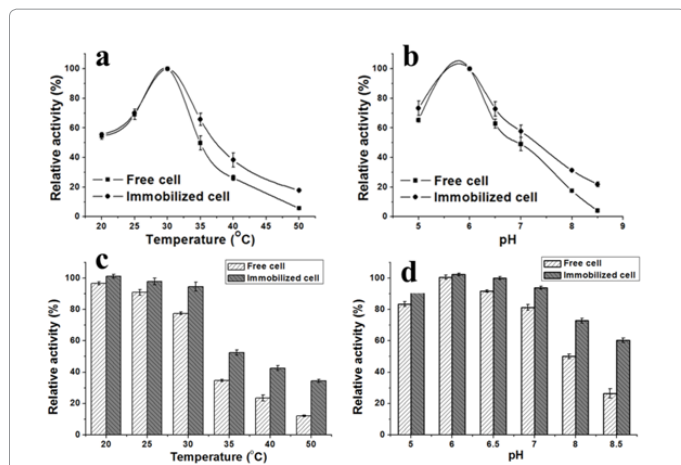 a
Relative activity (%)
100
80
60
40
20
0
Free cell
Immobilized cell
20 25 30 35 40 45 50
Temperature (°C)
b
Relative activity (%)
100
80
60
40
20
0
Free cell
Immobilized cell
5 6 7 8 9
pH
c
Relative activity (%)
100
80
60
40
20
0
Free cell
Immobilized cell
20 25 30 35 40 50
Temperature (°C)
d
Relative activity (%)
100
80
60
40
20
0
Free cell
Immobilized cell
5 6 6.5 7 8 8.5
pH